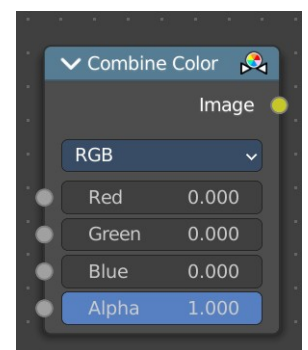 Combine Color
Image
RGB
Red 0.000
Green 0.000
Blue 0.000
Alpha 1.000